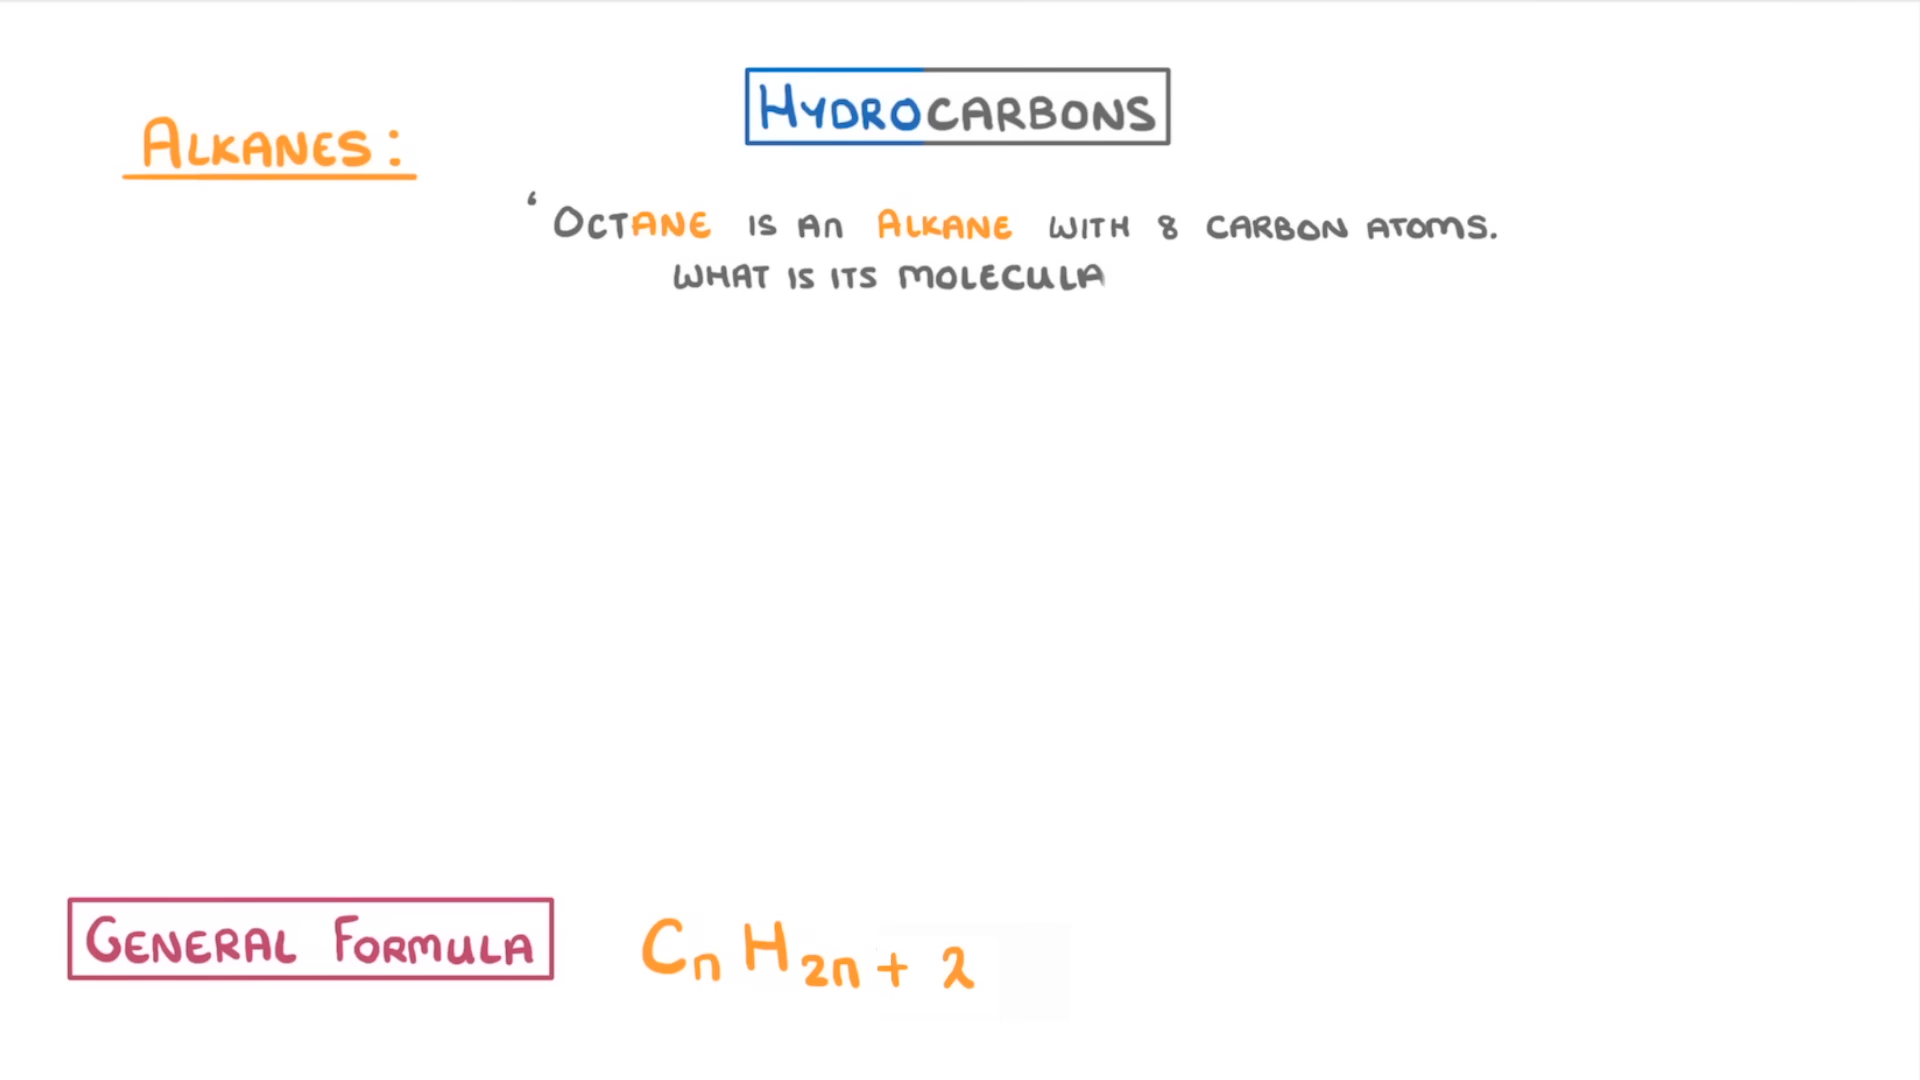 HYDROCARBONS
ALKANES:
‘OCTANE IS AN ALKANE WITH 8 CARBON ATOMS.
WHAT IS ITS MOLECULA
GENERAL FORMULA
CnH2n+2